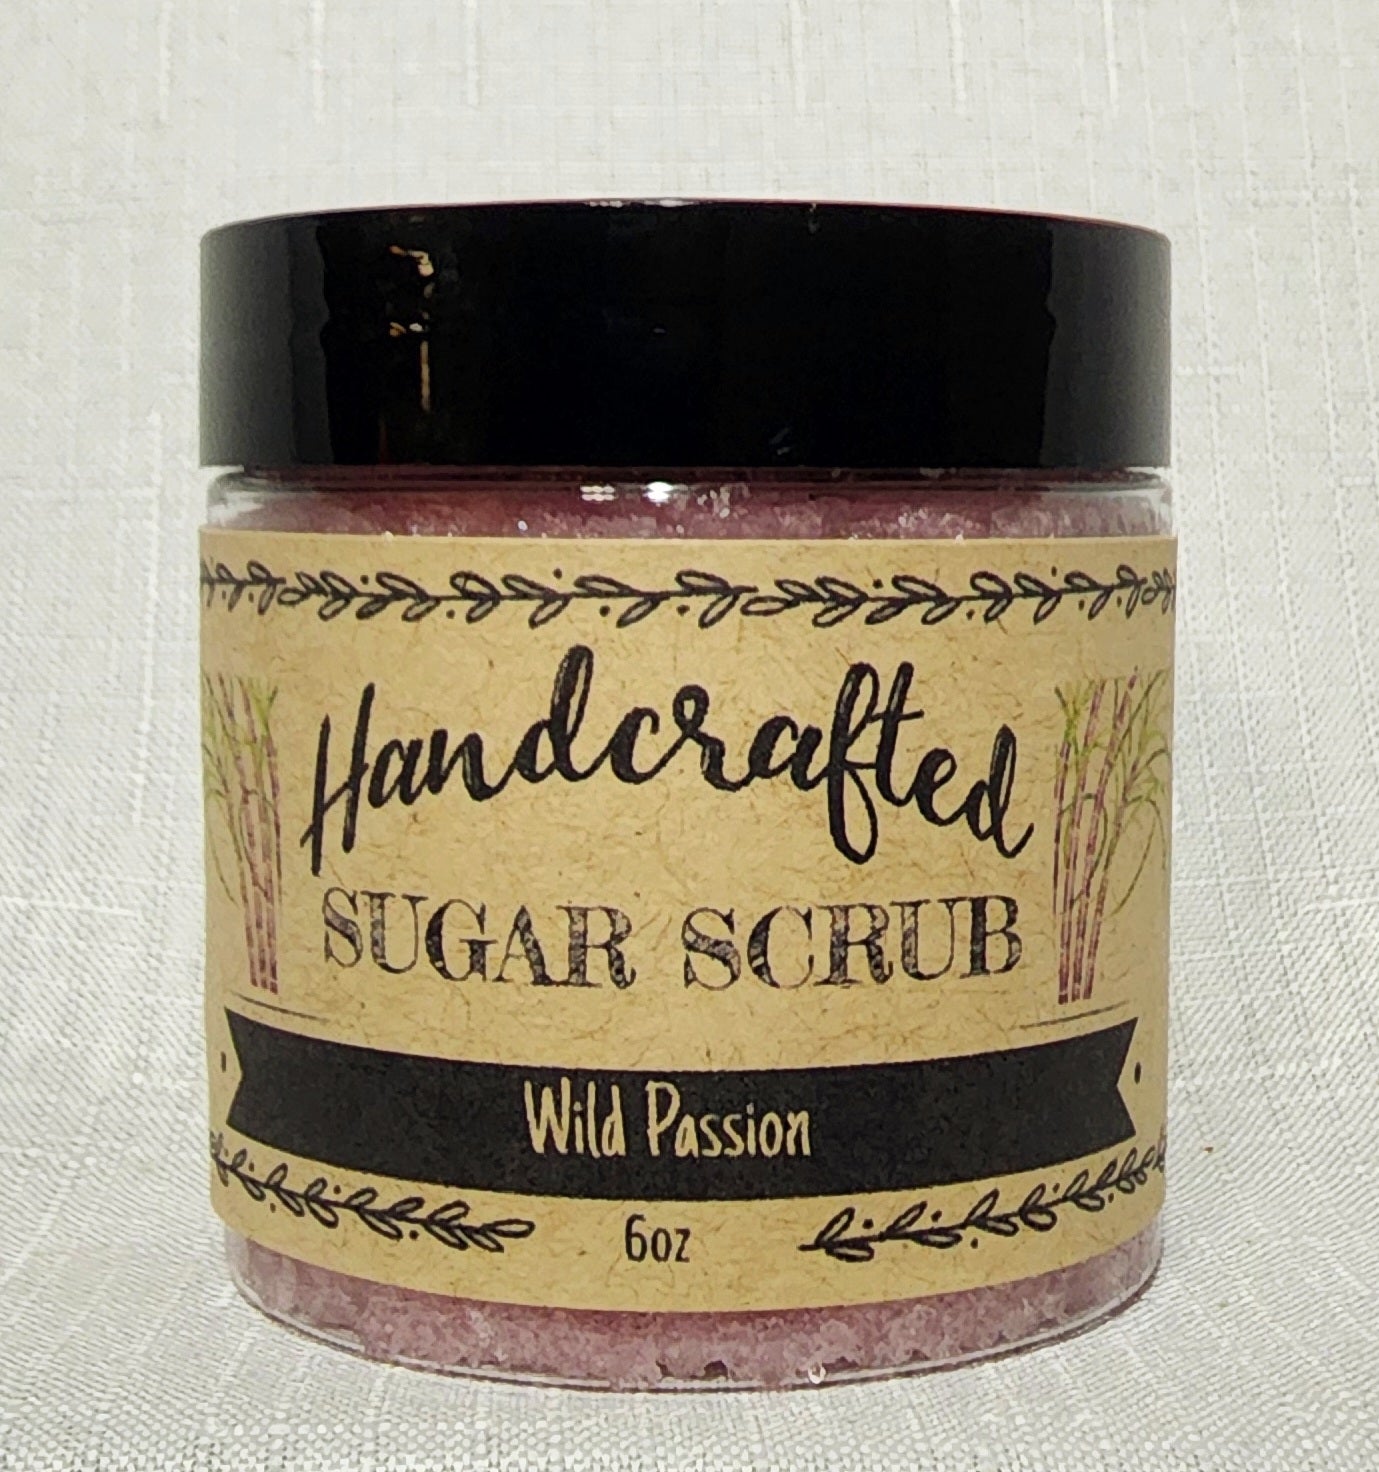 Handcrafted
SUGAR SCRUB
Wild Passion
6oz